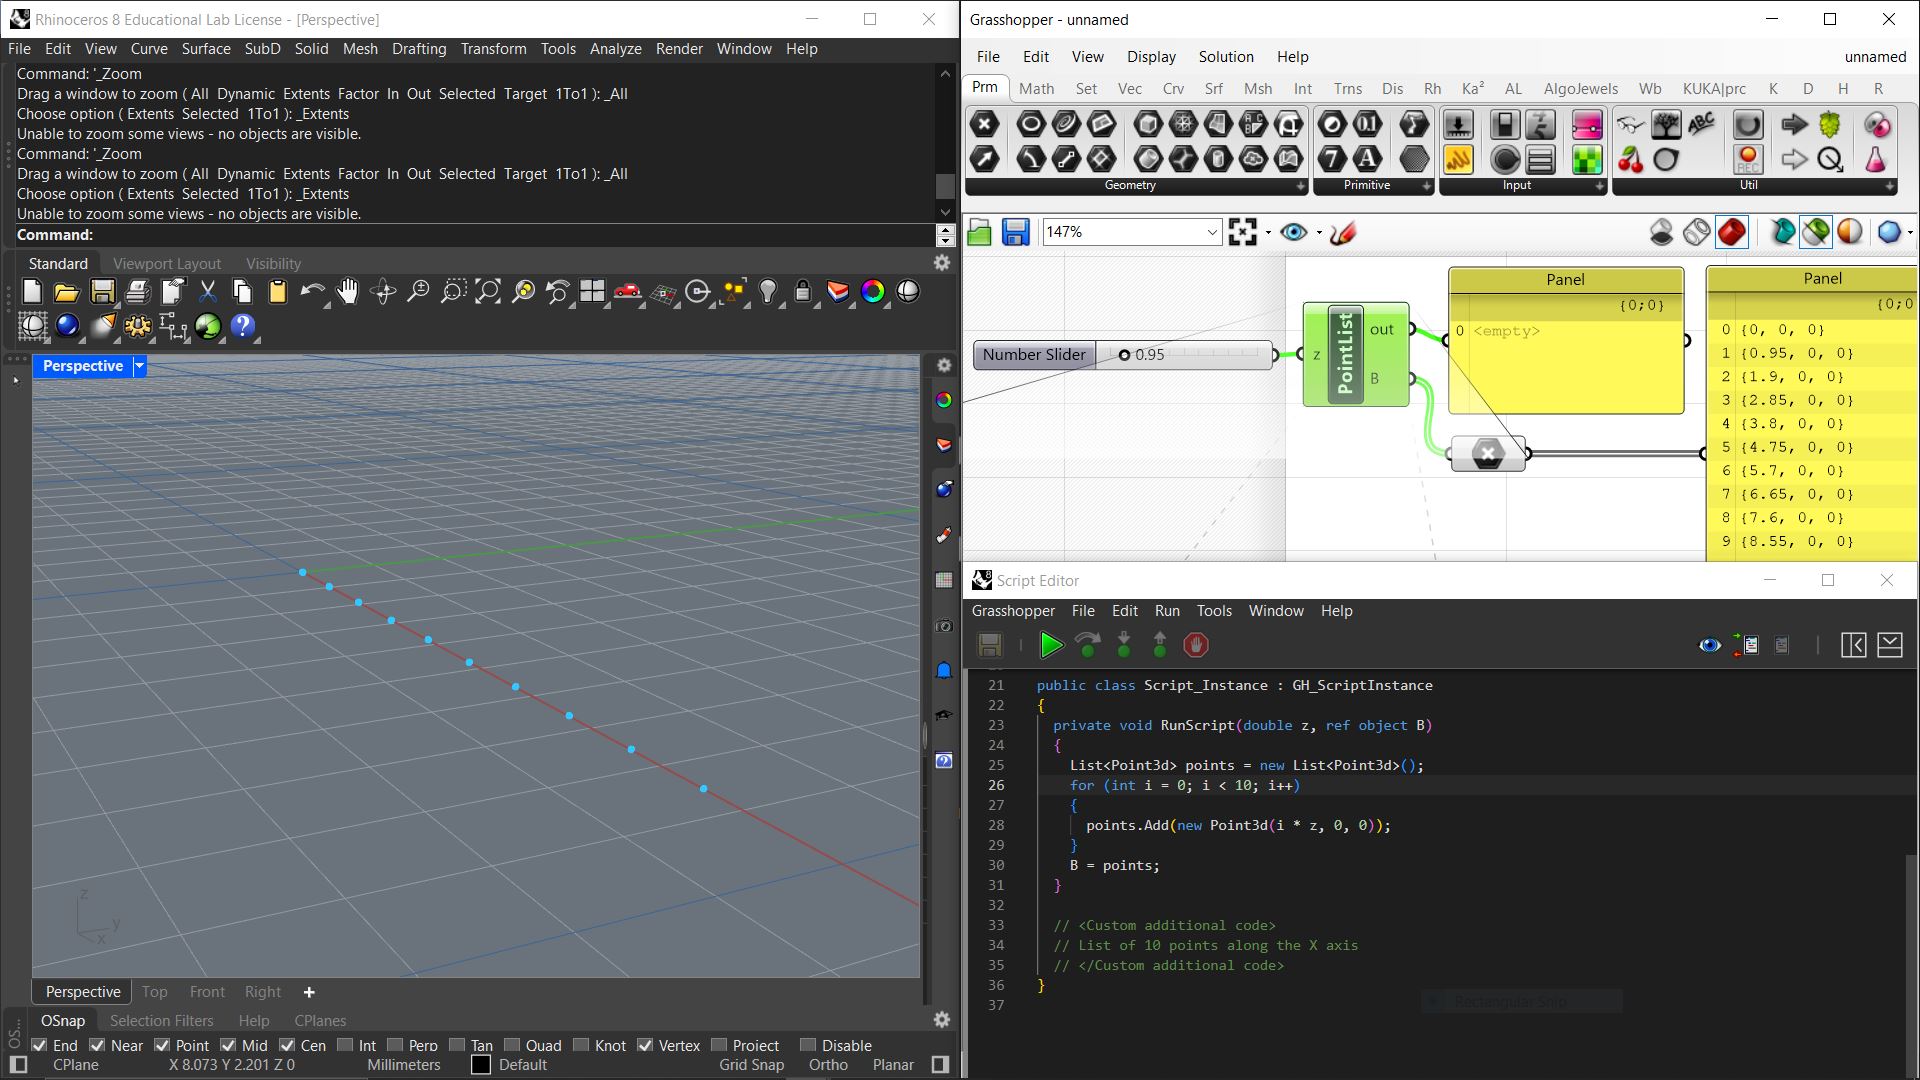 Rhinoceros 8 Educational Lab License - [Perspective]
File Edit View Curve Surface SubD Solid Mesh Drafting Transform Tools Analyze Render Window Help
Command: '_Zoom
Drag a window to zoom ( All Dynamic Extents Factor In Out Selected Target 1To1 ): _All
Choose option ( Extents Selected 1To1 ): _Extents
Unable to zoom some views - no objects are visible.
Command: '_Zoom
Drag a window to zoom ( All Dynamic Extents Factor In Out Selected Target 1To1 ): _All
Choose option ( Extents Selected 1To1 ): _Extents
Unable to zoom some views - no objects are visible.
Command:
Standard Viewport Layout Visibility
Perspective
z
y
x
Perspective Top Front Right
OSnap Selection Filters Help CPlanes
OS...
End Near Point Mid Cen Int Perp Tan Quad Knot Vertex Project Disable
CPlane X 8.073 Y 2.201 Z 0 Millimeters Default Grid Snap Ortho Planar
Grasshopper - unnamed
File Edit View Display Solution Help unnamed
Prm Math Set Vec Crv Srf Msh Int Trns Dis Rh Ka² AL AlgoJewels Wb KUKA|prc K D H R
Geometry Primitive Input Util
147%
Number Slider 0.95
z PointList out B
Panel
{0;0}
0 <empty>
Panel
{0;0
0 {0, 0, 0}
1 {0.95, 0, 0}
2 {1.9, 0, 0}
3 {2.85, 0, 0}
4 {3.8, 0, 0}
5 {4.75, 0, 0}
6 {5.7, 0, 0}
7 {6.65, 0, 0}
8 {7.6, 0, 0}
9 {8.55, 0, 0}
Script Editor
Grasshopper File Edit Run Tools Window Help
21 public class Script_Instance : GH_ScriptInstance
22 {
23 private void RunScript(double z, ref object B)
24 {
25 List<Point3d> points = new List<Point3d>();
26 for (int i = 0; i < 10; i++)
27 {
28 points.Add(new Point3d(i * z, 0, 0));
29 }
30 B = points;
31 }
32
33 // <Custom additional code>
34 // List of 10 points along the X axis
35 // </Custom additional code>
36 }
37
Rectangular Snip